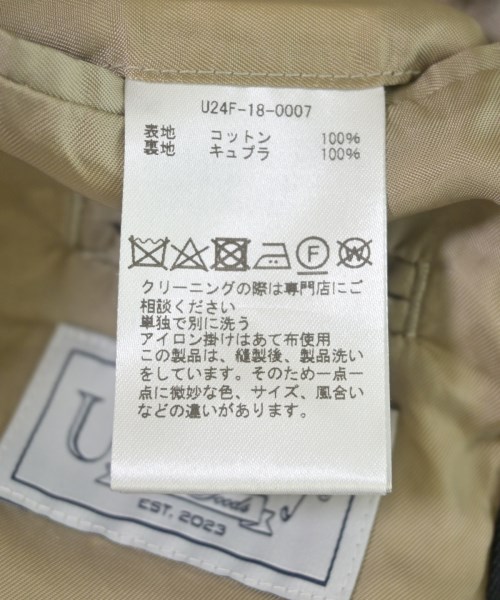 U24F-18-0007
表地 コットン 100%
裏地 キュプラ 100%
F W
クリーニングの際は専門店にご
相談ください
単独で別に洗う
アイロン掛けはあて布使用
この製品は、縫製後、製品洗い
をしています。そのため一点一
点に微妙な色、サイズ、風合い
などの違いがあります。
EST. 2023